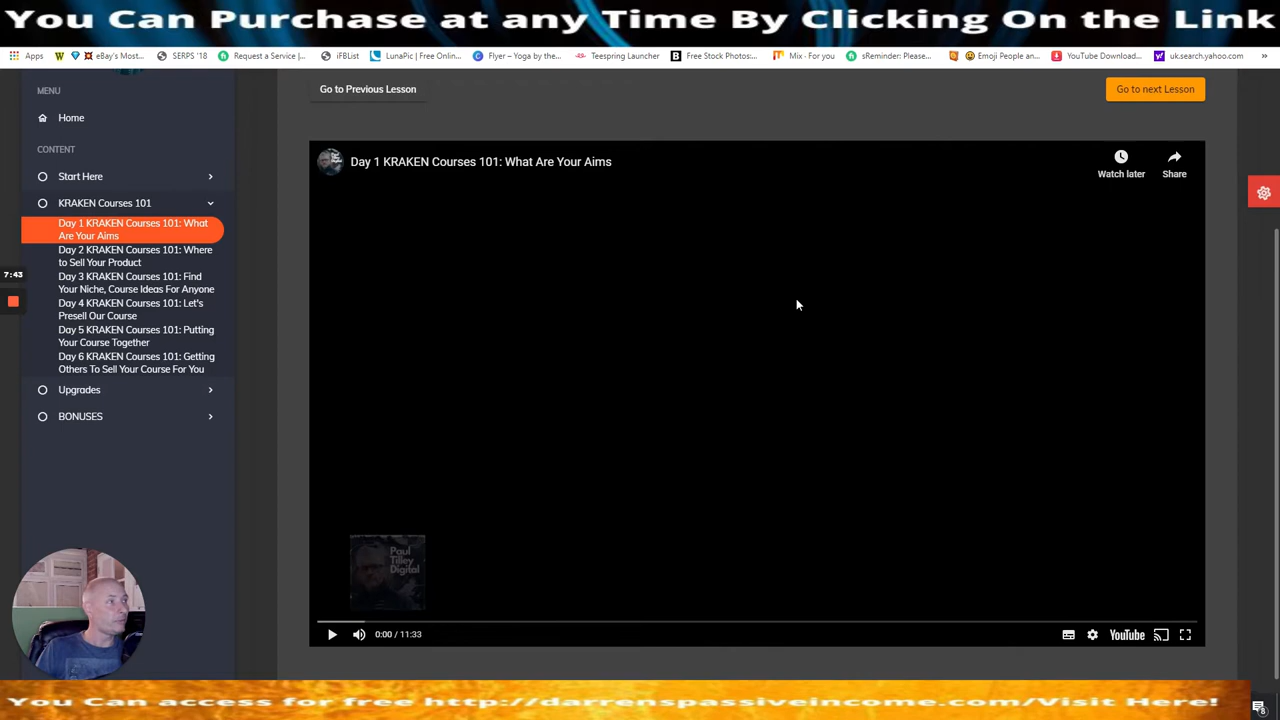 You Can Purchase at any Time By Clicking On the Link
Apps
eBay's Most...
SERPS '18
Request a Service |...
iFBList
LunaPic | Free Onlin...
Flyer – Yoga by the...
Teespring Launcher
Free Stock Photos:...
Mix · For you
sReminder: Please...
Emoji People an...
YouTube Download...
uk.search.yahoo.com
»
MENU
Home
CONTENT
Start Here
KRAKEN Courses 101
Day 1 KRAKEN Courses 101: What
Are Your Aims
Day 2 KRAKEN Courses 101: Where
to Sell Your Product
Day 3 KRAKEN Courses 101: Find
Your Niche, Course Ideas For Anyone
Day 4 KRAKEN Courses 101: Let's
Presell Our Course
Day 5 KRAKEN Courses 101: Putting
Your Course Together
Day 6 KRAKEN Courses 101: Getting
Others To Sell Your Course For You
Upgrades
BONUSES
7:43
Go to Previous Lesson
Go to next Lesson
Day 1 KRAKEN Courses 101: What Are Your Aims
Watch later
Share
Paul
Tilley
Digital
0:00 / 11:33
YouTube
8
You Can access for free http://darrenspassiveincome.com/Visit Here!